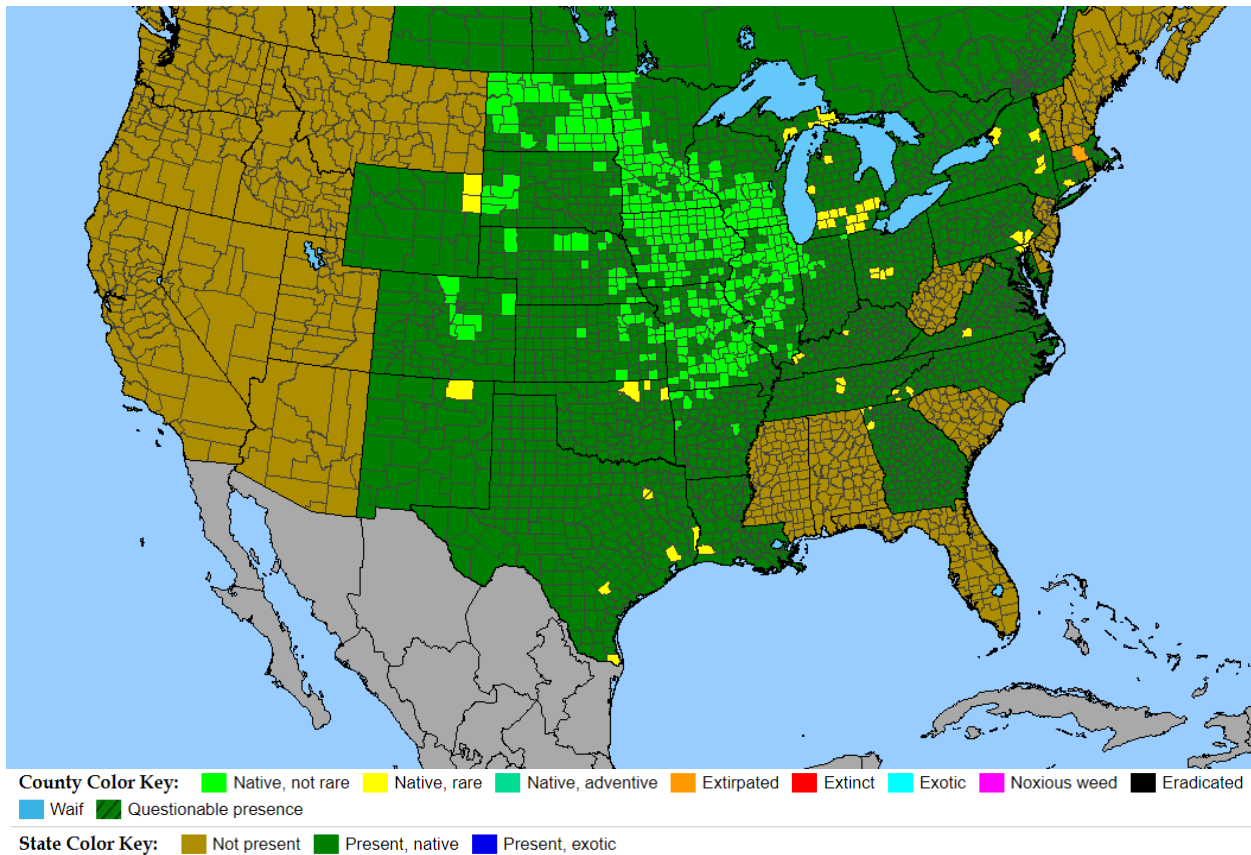 County Color Key: Native, not rare Native, rare Native, adventive Extirpated Extinct Exotic Noxious weed Eradicated
Waif Questionable presence
State Color Key: Not present Present, native Present, exotic